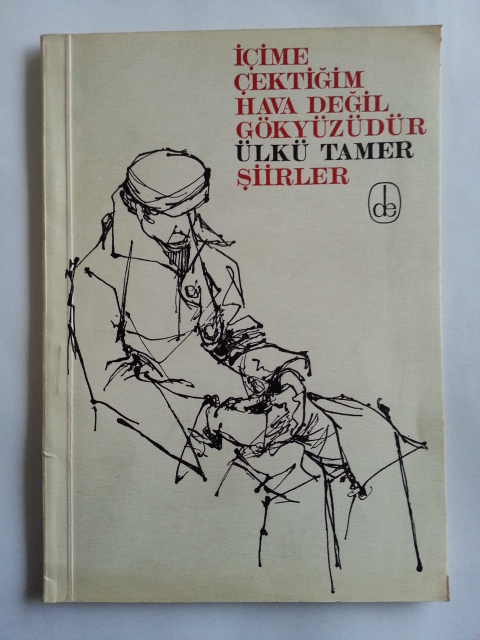 İÇİME
ÇEKTİĞİM
HAVA DEĞİL
GÖKYÜZÜDÜR
ÜLKÜ TAMER
ŞİİRLER
de